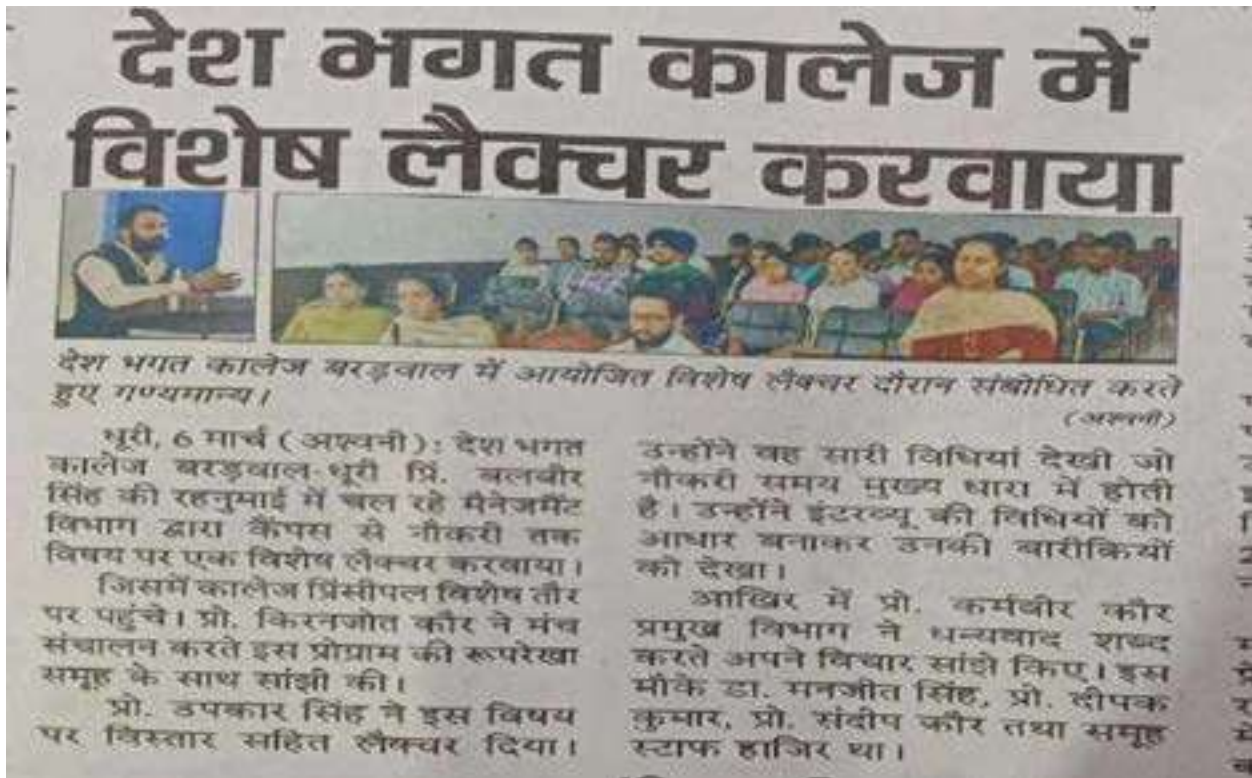 देश भगत कालेज में
विशेष लैक्चर करवाया
देश भगत कालेज बरड़वाल में आयोजित विशेष लैक्चर दौरान संबोधित करते
हुए गण्यमान्य।
(अश्वनी)
धूरी, 6 मार्च (अश्वनी): देश भगत
कालेज बरड़वाल-धूरी प्रिं. बलबीर
सिंह की रहनुमाई में चल रहे मैनेजमैंट
विभाग द्वारा कैंपस से नौकरी तक
विषय पर एक विशेष लैक्चर करवाया।
जिसमें कालेज प्रिंसीपल विशेष तौर
पर पहुंचे। प्रो. किरनजोत कौर ने मंच
संचालन करते इस प्रोग्राम की रूपरेखा
समूह के साथ सांझी की।
प्रो. उपकार सिंह ने इस विषय
पर विस्तार सहित लैक्चर दिया।
उन्होंने वह सारी विधियां देखी जो
नौकरी समय मुख्य धारा में होती
है। उन्होंने इंटरव्यू की विधियों को
आधार बनाकर उनकी बारीकियों
को देखा।
आखिर में प्रो. कर्मबीर कौर
प्रमुख विभाग ने धन्यवाद शब्द
करते अपने विचार सांझे किए। इस
मौके डा. मनजीत सिंह, प्रो. दीपक
कुमार, प्रो. संदीप कौर तथा समूह
स्टाफ हाजिर था।